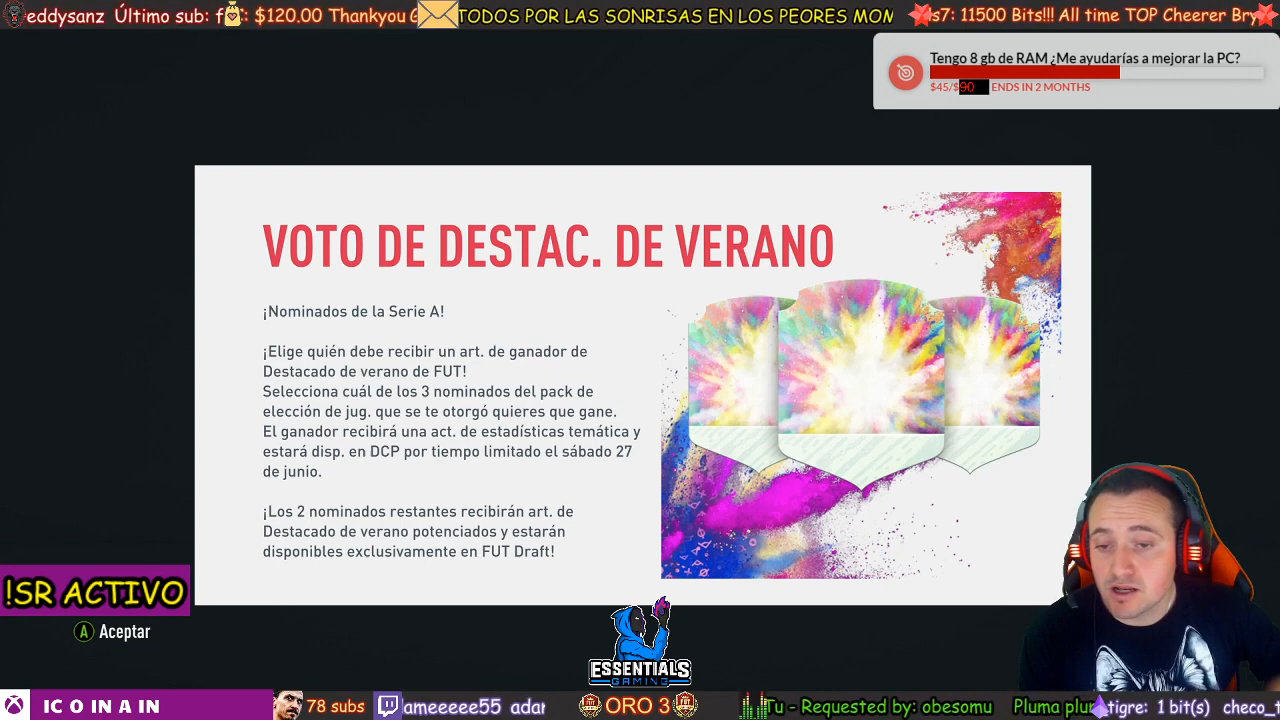 eddysanz Último sub: f
: $120.00 Thankyou
TODOS POR LAS SONRISAS EN LOS PEORES MOM
s7: 11500 Bits!!! All time TOP Cheerer Bry
Tengo 8 gb de RAM ¿Me ayudarías a mejorar la PC?
$45/$90 ENDS IN 2 MONTHS
VOTO DE DESTAC. DE VERANO
¡Nominados de la Serie A!
¡Elige quién debe recibir un art. de ganador de
Destacado de verano de FUT!
Selecciona cuál de los 3 nominados del pack de
elección de jug. que se te otorgó quieres que gane.
El ganador recibirá una act. de estadísticas temática y
estará disp. en DCP por tiempo limitado el sábado 27
de junio.
¡Los 2 nominados restantes recibirán art. de
Destacado de verano potenciados y estarán
disponibles exclusivamente en FUT Draft!
!SR ACTIVO
A Aceptar
ESSENTIALS
GAMING
IC O IN A IN
78 subs
ameeeee55 adar
ORO 3
Tu - Requested by: obesomu Pluma plu
tigre: 1 bit(s) checo_t